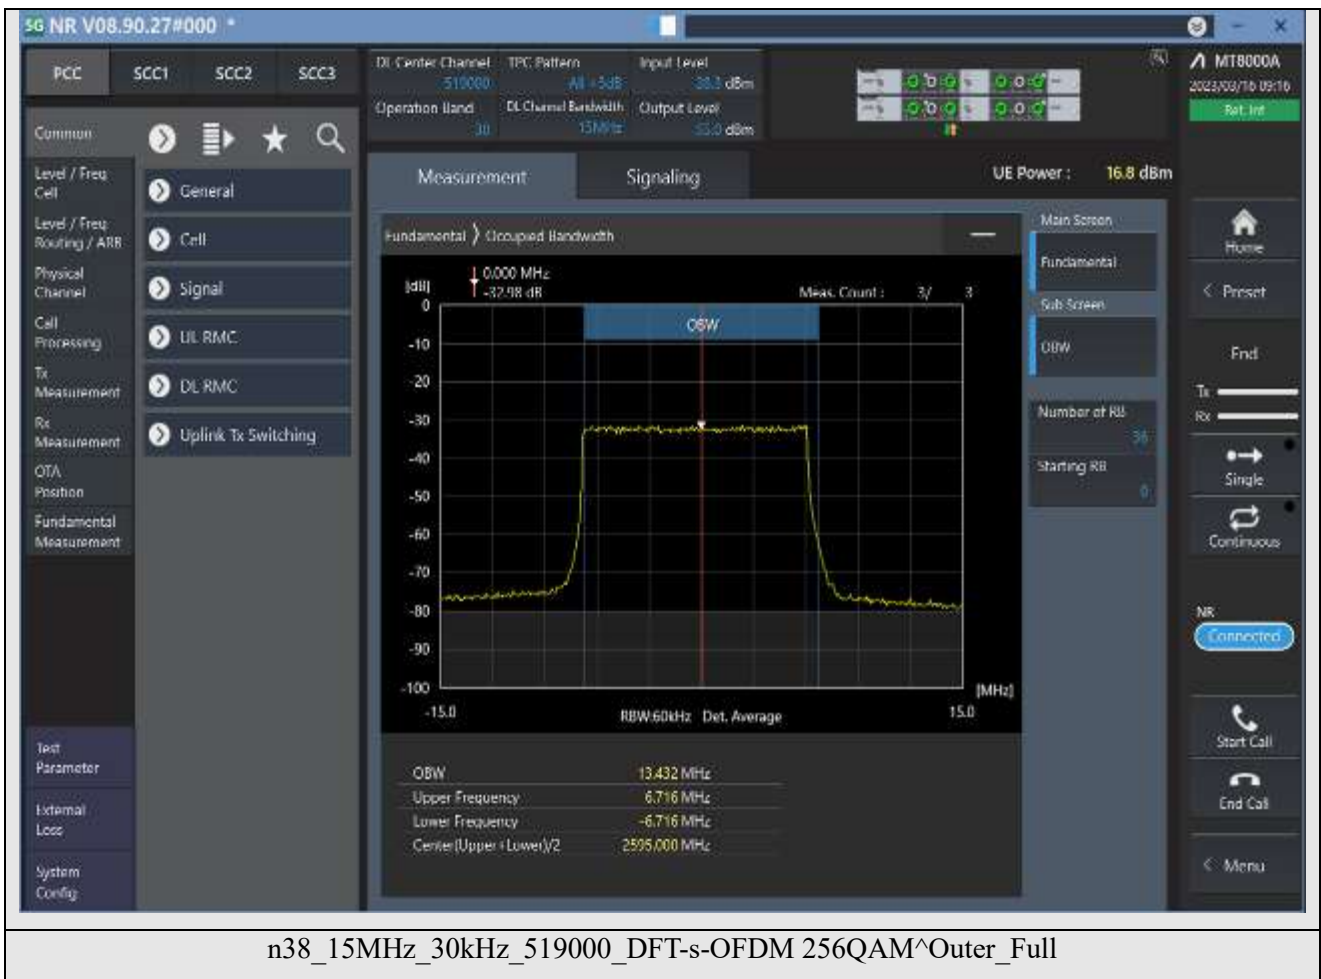 5G NR V08.90.27#000 *
PCC SCC1 SCC2 SCC3
DL Center Channel TPC Pattern Input Level
519000 All +3dB dBm
Operation Band DL Channel Bandwidth Output Level
15MHz dBm
MT8000A
2023/03/16 09:16
Ref. Int
Common
Level / Freq
Cell
Level / Freq
Routing / ARB
Physical
Channel
Call
Processing
Tx
Measurement
Rx
Measurement
OTA
Position
Fundamental
Measurement
Test
Parameter
External
Loss
System
Config
General
Cell
Signal
UL RMC
DL RMC
Uplink Tx Switching
Measurement Signaling UE Power : 16.8 dBm
Fundamental Occupied Bandwidth
[dB] 0.000 MHz
-32.98 dB Meas. Count : 3/ 3
OBW
0
-10
-20
-30
-40
-50
-60
-70
-80
-90
-100
[MHz]
-15.0 RBW:60kHz Det. Average 15.0
OBW 13.432 MHz
Upper Frequency 6.716 MHz
Lower Frequency -6.716 MHz
Center(Upper+Lower)/2 2595.000 MHz
Main Screen
Fundamental
Sub Screen
OBW
Number of RB
36
Starting RB
0
Home
< Preset
End
Tx
Rx
Single
Continuous
NR
Connected
Start Call
End Call
< Menu
n38_15MHz_30kHz_519000_DFT-s-OFDM 256QAM^Outer_Full